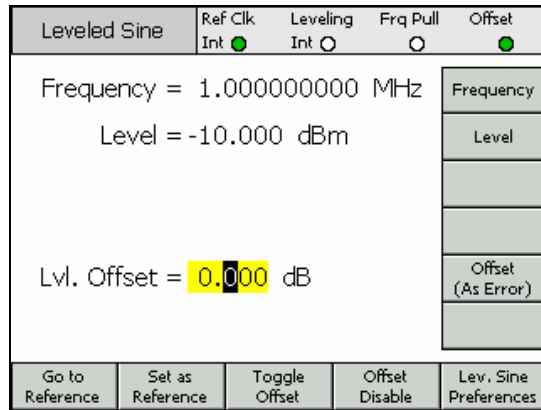 Leveled Sine
Ref Clk Leveling Frq Pull Offset
Int Int
Frequency = 1.000000000 MHz
Level = -10.000 dBm
Lvl. Offset = 0.000 dB
Frequency
Level
Offset
(As Error)
Go to
Reference
Set as
Reference
Toggle
Offset
Offset
Disable
Lev. Sine
Preferences